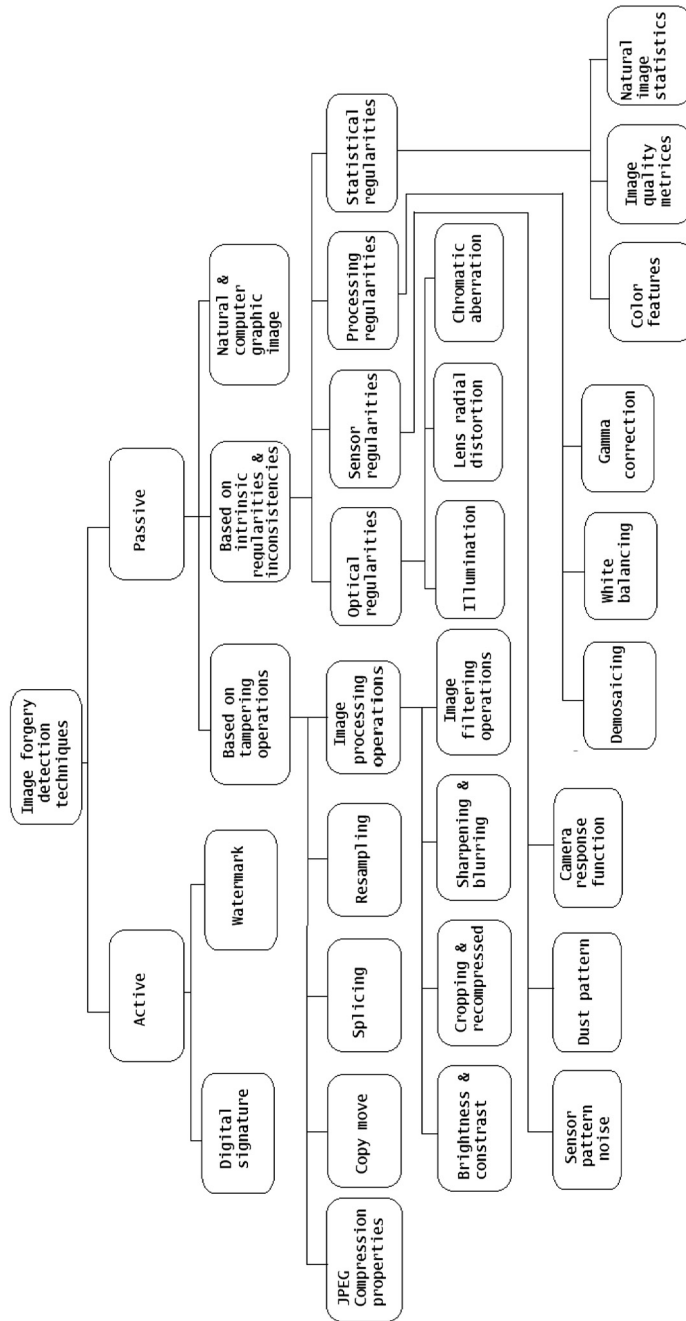 Image forgery
detection
techniques
Active
Passive
Digital
signature
Watermark
Based on
tampering
operations
Based on
intrinsic
regularities &
inconsistencies
Natural &
computer
graphic
image
JPEG
Compression
properties
Copy move
Splicing
Resampling
Image
processing
operations
Optical
regularities
Sensor
regularities
Processing
regularities
Statistical
regularities
Brightness &
constrast
Cropping &
recompressed
Sharpening &
blurring
Image
filtering
operations
Illumination
Lens radial
distortion
Chromatic
aberration
Sensor
pattern
noise
Dust pattern
Camera
response
function
Demosaicing
White
balancing
Gamma
correction
Color
features
Image
quality
metrices
Natural
image
statistics